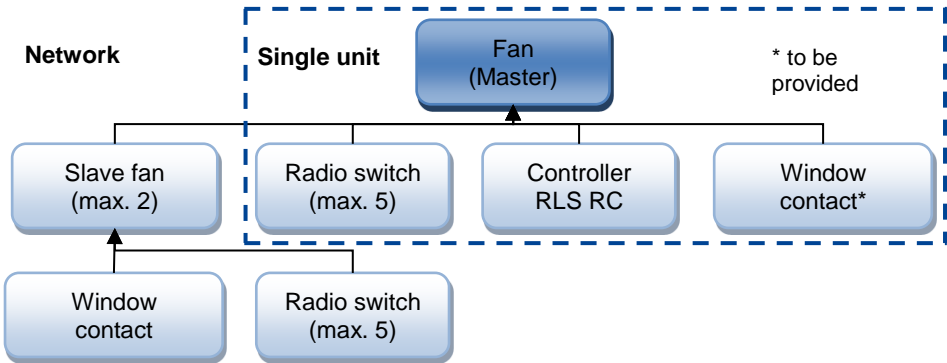 Network
Single unit
Fan
(Master)
* to be
provided
Slave fan
(max. 2)
Radio switch
(max. 5)
Controller
RLS RC
Window
contact*
Window
contact
Radio switch
(max. 5)